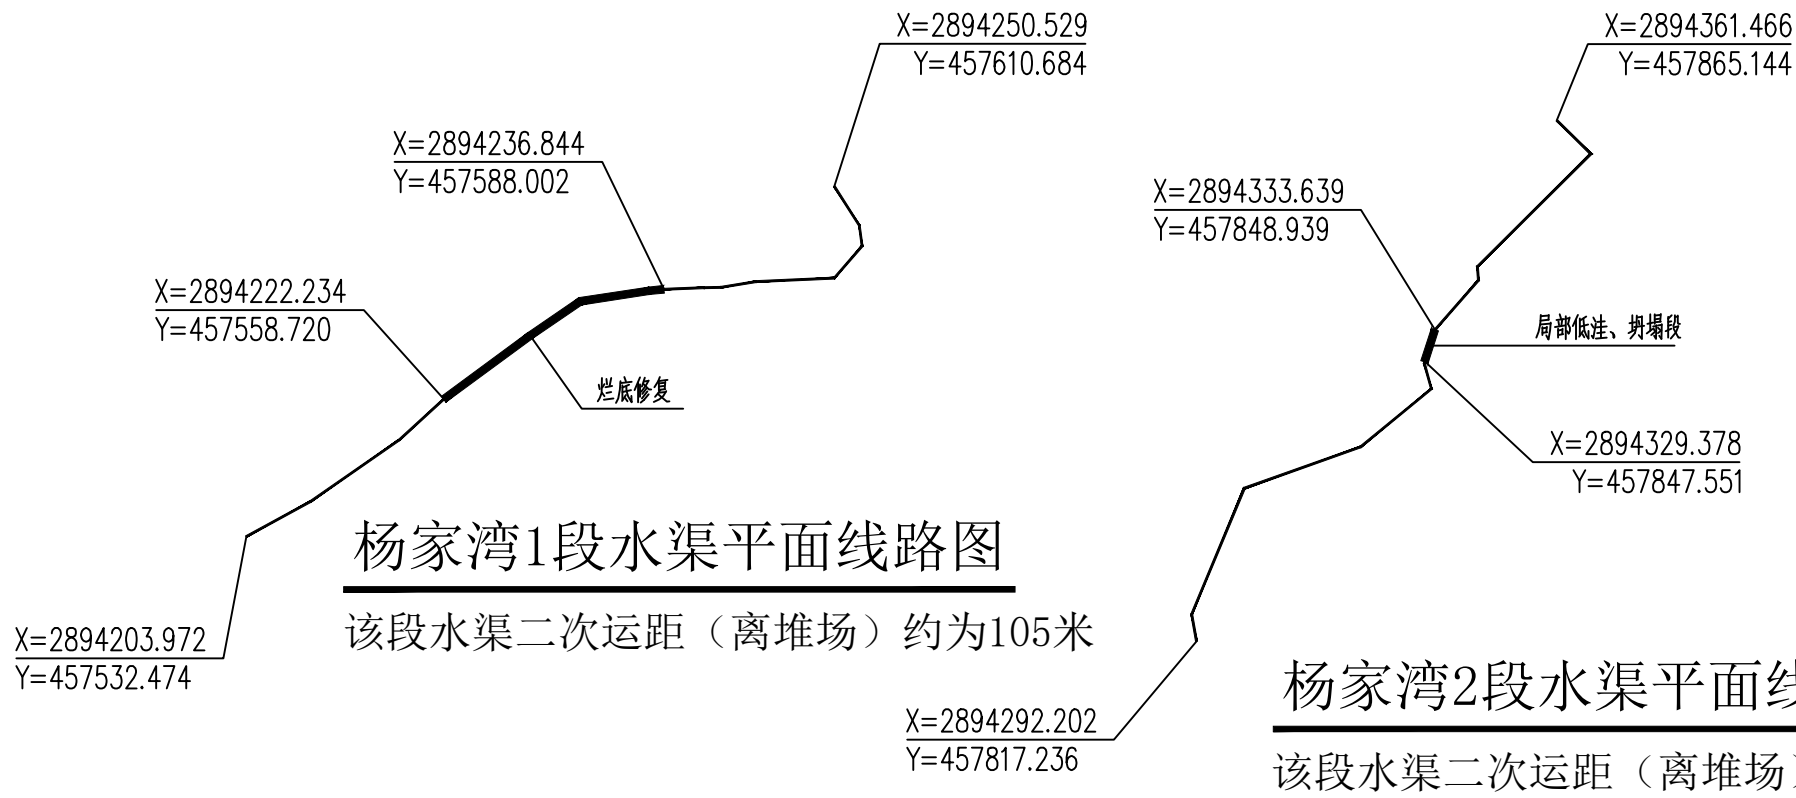 X=2894250.529
Y=457610.684
X=2894236.844
Y=457588.002
X=2894222.234
Y=457558.720
烂底修复
X=2894203.972
Y=457532.474
杨家湾1段水渠平面线路图
该段水渠二次运距（离堆场）约为105米
X=2894361.466
Y=457865.144
X=2894333.639
Y=457848.939
局部低洼、坍塌段
X=2894329.378
Y=457847.551
X=2894292.202
Y=457817.236
杨家湾2段水渠平面线
该段水渠二次运距（离堆场）